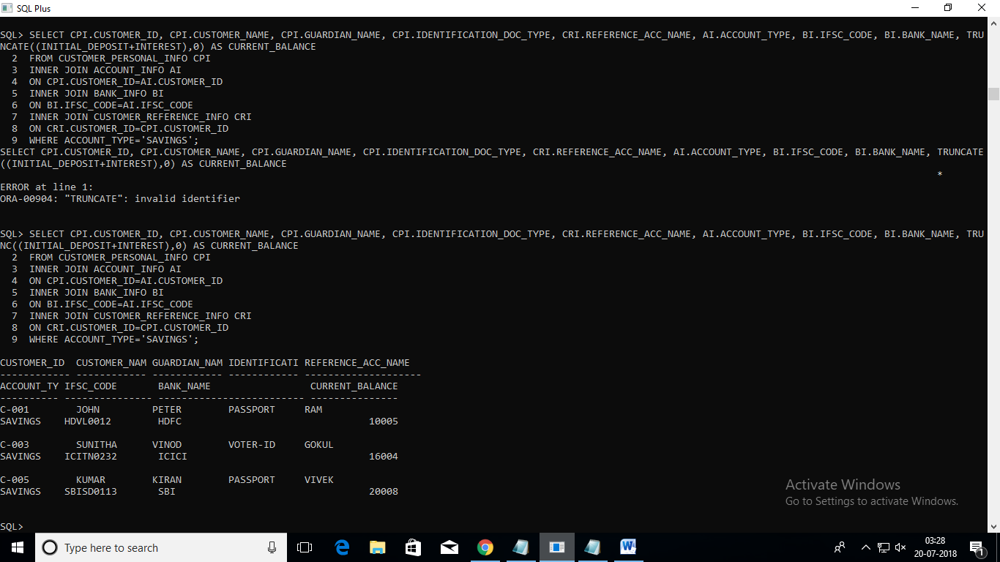 SQL Plus
SQL> SELECT CPI.CUSTOMER_ID, CPI.CUSTOMER_NAME, CPI.GUARDIAN_NAME, CPI.IDENTIFICATION_DOC_TYPE, CRI.REFERENCE_ACC_NAME, AI.ACCOUNT_TYPE, BI.IFSC_CODE, BI.BANK_NAME, TRU
NCATE((INITIAL_DEPOSIT+INTEREST),0) AS CURRENT_BALANCE
2 FROM CUSTOMER_PERSONAL_INFO CPI
3 INNER JOIN ACCOUNT_INFO AI
4 ON CPI.CUSTOMER_ID=AI.CUSTOMER_ID
5 INNER JOIN BANK_INFO BI
6 ON BI.IFSC_CODE=AI.IFSC_CODE
7 INNER JOIN CUSTOMER_REFERENCE_INFO CRI
8 ON CRI.CUSTOMER_ID=CPI.CUSTOMER_ID
9 WHERE ACCOUNT_TYPE='SAVINGS';
SELECT CPI.CUSTOMER_ID, CPI.CUSTOMER_NAME, CPI.GUARDIAN_NAME, CPI.IDENTIFICATION_DOC_TYPE, CRI.REFERENCE_ACC_NAME, AI.ACCOUNT_TYPE, BI.IFSC_CODE, BI.BANK_NAME, TRUNCATE
((INITIAL_DEPOSIT+INTEREST),0) AS CURRENT_BALANCE
*
ERROR at line 1:
ORA-00904: "TRUNCATE": invalid identifier
SQL> SELECT CPI.CUSTOMER_ID, CPI.CUSTOMER_NAME, CPI.GUARDIAN_NAME, CPI.IDENTIFICATION_DOC_TYPE, CRI.REFERENCE_ACC_NAME, AI.ACCOUNT_TYPE, BI.IFSC_CODE, BI.BANK_NAME, TRU
NC((INITIAL_DEPOSIT+INTEREST),0) AS CURRENT_BALANCE
2 FROM CUSTOMER_PERSONAL_INFO CPI
3 INNER JOIN ACCOUNT_INFO AI
4 ON CPI.CUSTOMER_ID=AI.CUSTOMER_ID
5 INNER JOIN BANK_INFO BI
6 ON BI.IFSC_CODE=AI.IFSC_CODE
7 INNER JOIN CUSTOMER_REFERENCE_INFO CRI
8 ON CRI.CUSTOMER_ID=CPI.CUSTOMER_ID
9 WHERE ACCOUNT_TYPE='SAVINGS';
CUSTOMER_ID CUSTOMER_NAM GUARDIAN_NAM IDENTIFICATI REFERENCE_ACC_NAME
------------ ------------ ------------ ------------ --------------------
ACCOUNT_TY IFSC_CODE BANK_NAME CURRENT_BALANCE
---------- --------------- ------------------------- ---------------
C-001 JOHN PETER PASSPORT RAM
SAVINGS HDVL0012 HDFC 10005
C-003 SUNITHA VINOD VOTER-ID GOKUL
SAVINGS ICITN0232 ICICI 16004
C-005 KUMAR KIRAN PASSPORT VIVEK
SAVINGS SBISD0113 SBI 20008
SQL>
Activate Windows
Go to Settings to activate Windows.
Type here to search
03:28
20-07-2018
1